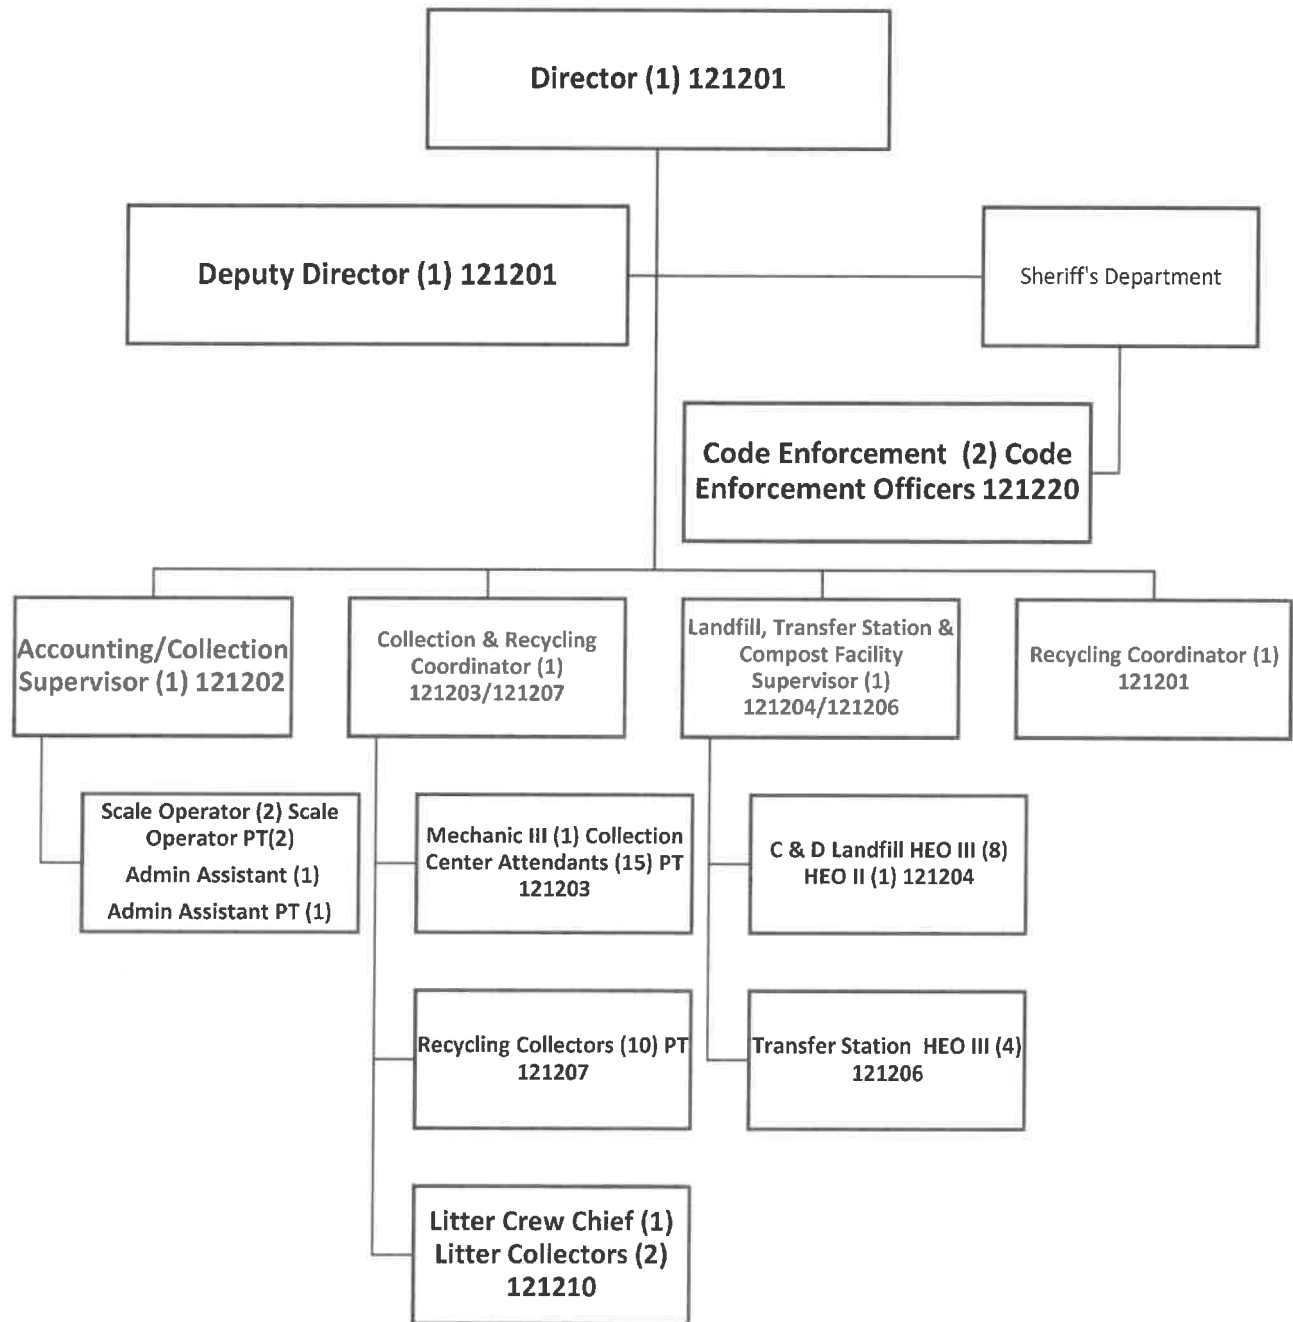 Director (1) 121201
Deputy Director (1) 121201
Sheriff's Department
Code Enforcement (2) Code
Enforcement Officers 121220
Accounting/Collection
Supervisor (1) 121202
Collection & Recycling
Coordinator (1)
121203/121207
Landfill, Transfer Station &
Compost Facility
Supervisor (1)
121204/121206
Recycling Coordinator (1)
121201
Scale Operator (2) Scale
Operator PT(2)
Admin Assistant (1)
Admin Assistant PT (1)
Mechanic III (1) Collection
Center Attendants (15) PT
121203
C & D Landfill HEO III (8)
HEO II (1) 121204
Recycling Collectors (10) PT
121207
Transfer Station HEO III (4)
121206
Litter Crew Chief (1)
Litter Collectors (2)
121210